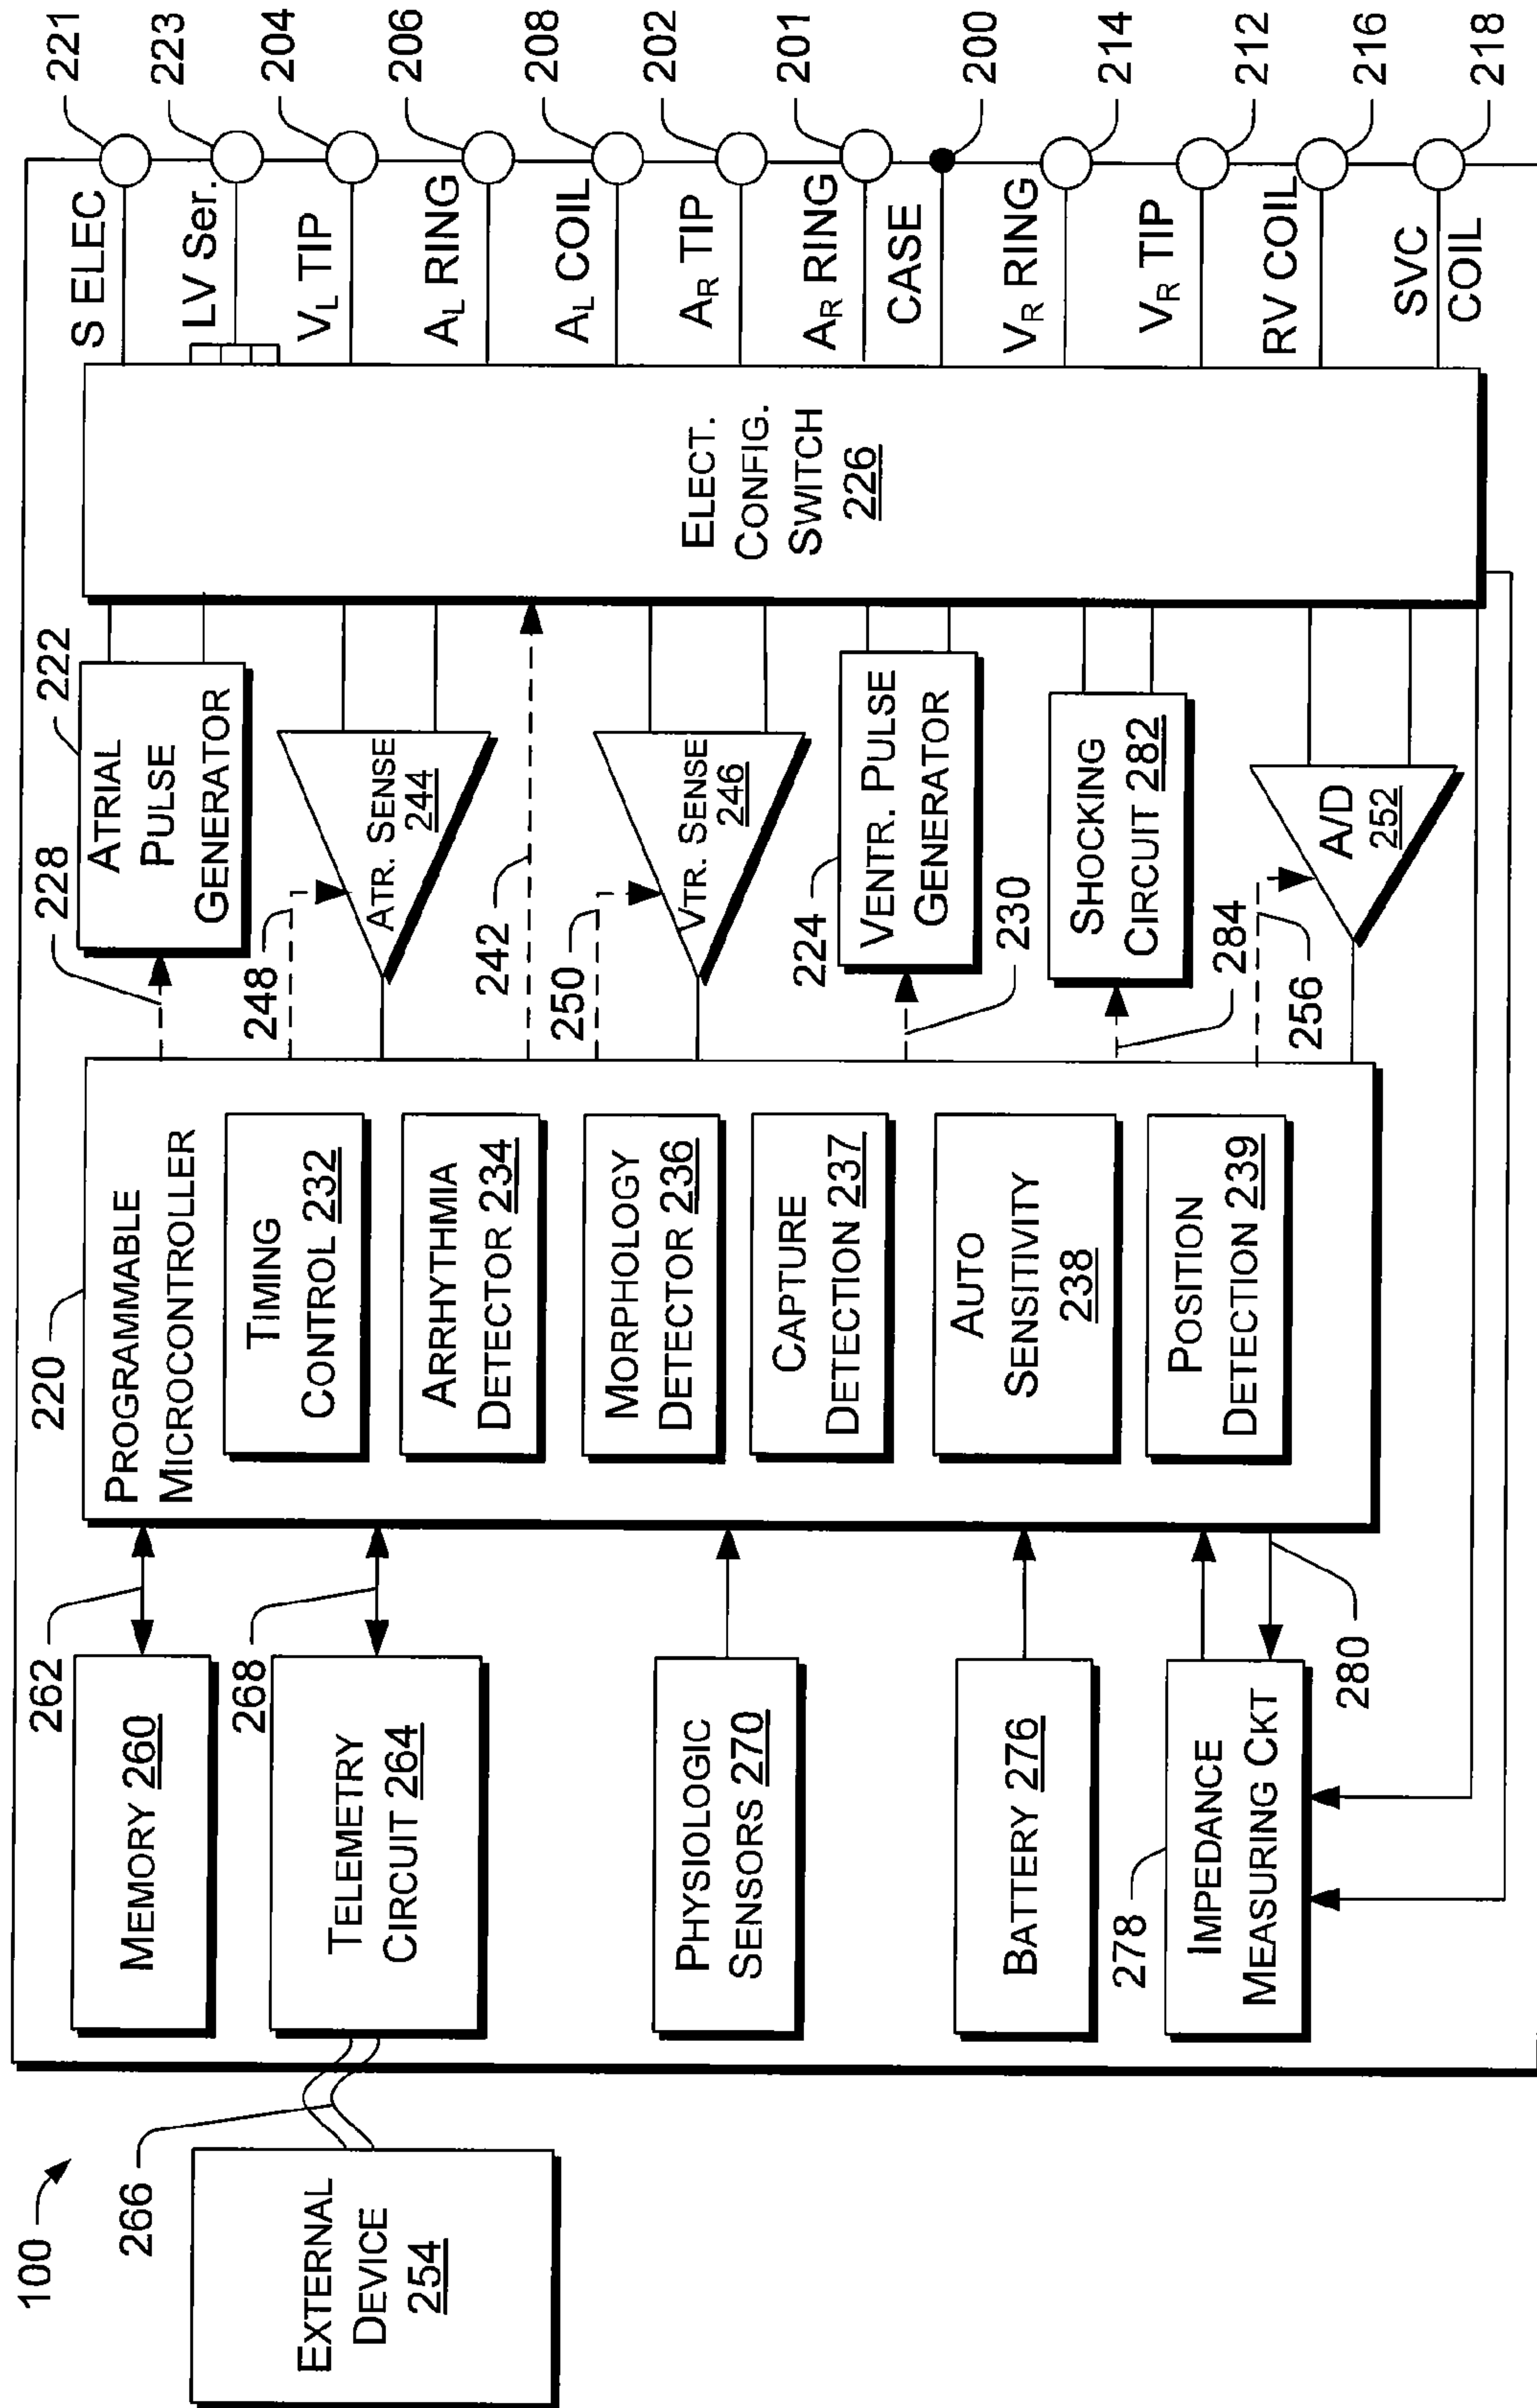 100
EXTERNAL
DEVICE
254
266
MEMORY 260
262
TELEMETRY
CIRCUIT 264
268
PHYSIOLOGIC
SENSORS 270
BATTERY 276
278
IMPEDANCE
MEASURING CKT
280
220
PROGRAMMABLE
MICROCONTROLLER
TIMING
CONTROL 232
ARRHYTHMIA
DETECTOR 234
MORPHOLOGY
DETECTOR 236
CAPTURE
DETECTION 237
AUTO
SENSITIVITY
238
POSITION
DETECTION 239
228
222
ATRIAL
PULSE
GENERATOR
248
ATR. SENSE
244
242
250
VTR. SENSE
246
224
VENTR. PULSE
GENERATOR
230
SHOCKING
CIRCUIT 282
284
256
A/D
252
ELECT.
CONFIG.
SWITCH
226
S ELEC
221
LV Ser.
223
VL TIP
204
AL RING
206
AL COIL
208
AR TIP
202
AR RING
201
CASE
200
VR RING
214
VR TIP
212
RV COIL
216
SVC
COIL
218